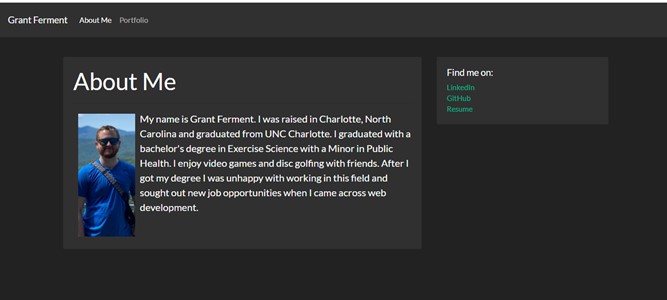 Grant Ferment About Me Portfolio
About Me
My name is Grant Ferment. I was raised in Charlotte, North
Carolina and graduated from UNC Charlotte. I graduated with a
bachelor's degree in Exercise Science with a Minor in Public
Health. I enjoy video games and disc golfing with friends. After I
got my degree I was unhappy with working in this field and
sought out new job opportunities when I came across web
development.
Find me on:
LinkedIn
GitHub
Resume